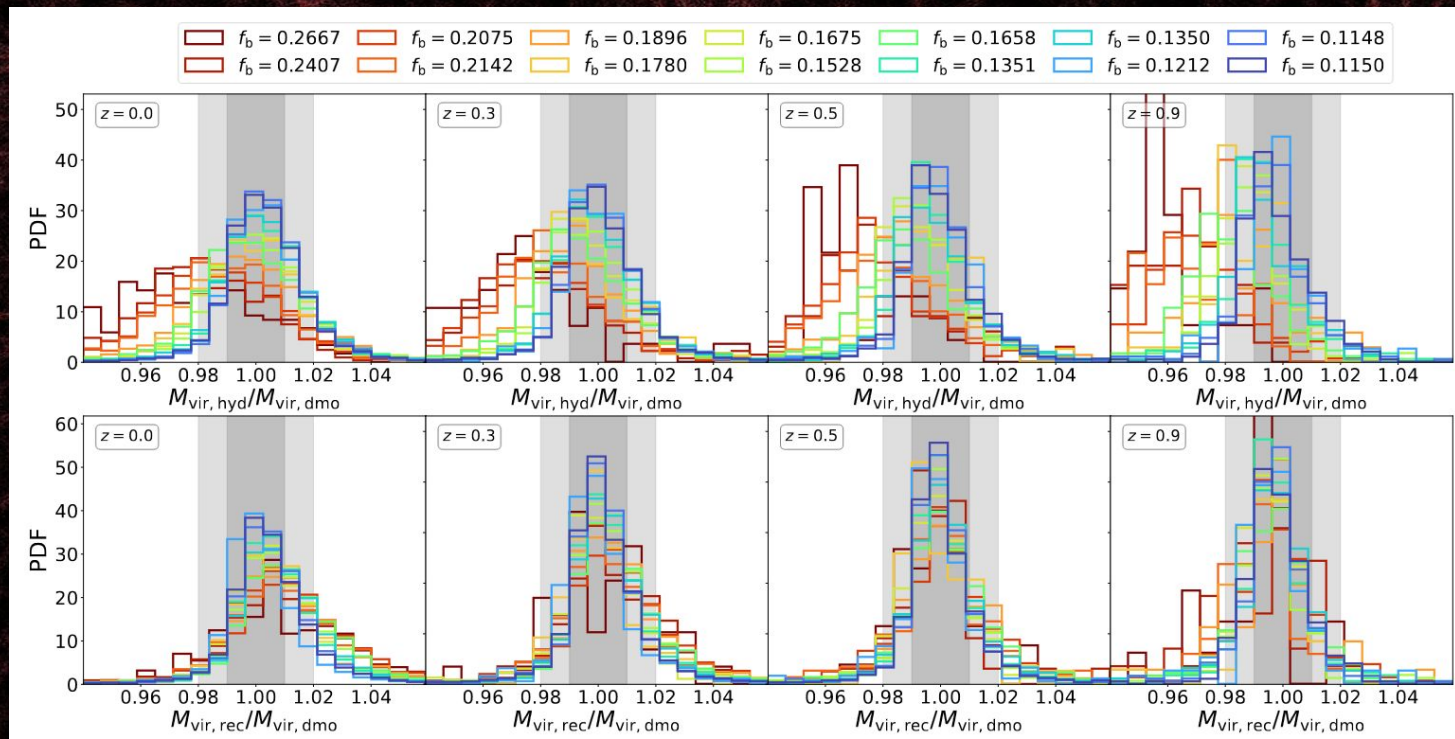 f_b = 0.2667 f_b = 0.2075 f_b = 0.1896 f_b = 0.1675 f_b = 0.1658 f_b = 0.1350 f_b = 0.1148
f_b = 0.2407 f_b = 0.2142 f_b = 0.1780 f_b = 0.1528 f_b = 0.1351 f_b = 0.1212 f_b = 0.1150
z = 0.0 z = 0.3 z = 0.5 z = 0.9
50
40
30
20
10
0
PDF
0.96 0.98 1.00 1.02 1.04 0.96 0.98 1.00 1.02 1.04 0.96 0.98 1.00 1.02 1.04 0.96 0.98 1.00 1.02 1.04
M_vir, hyd/M_vir, dmo M_vir, hyd/M_vir, dmo M_vir, hyd/M_vir, dmo M_vir, hyd/M_vir, dmo
z = 0.0 z = 0.3 z = 0.5 z = 0.9
60
50
40
30
20
10
0
PDF
0.96 0.98 1.00 1.02 1.04 0.96 0.98 1.00 1.02 1.04 0.96 0.98 1.00 1.02 1.04 0.96 0.98 1.00 1.02 1.04
M_vir, rec/M_vir, dmo M_vir, rec/M_vir, dmo M_vir, rec/M_vir, dmo M_vir, rec/M_vir, dmo